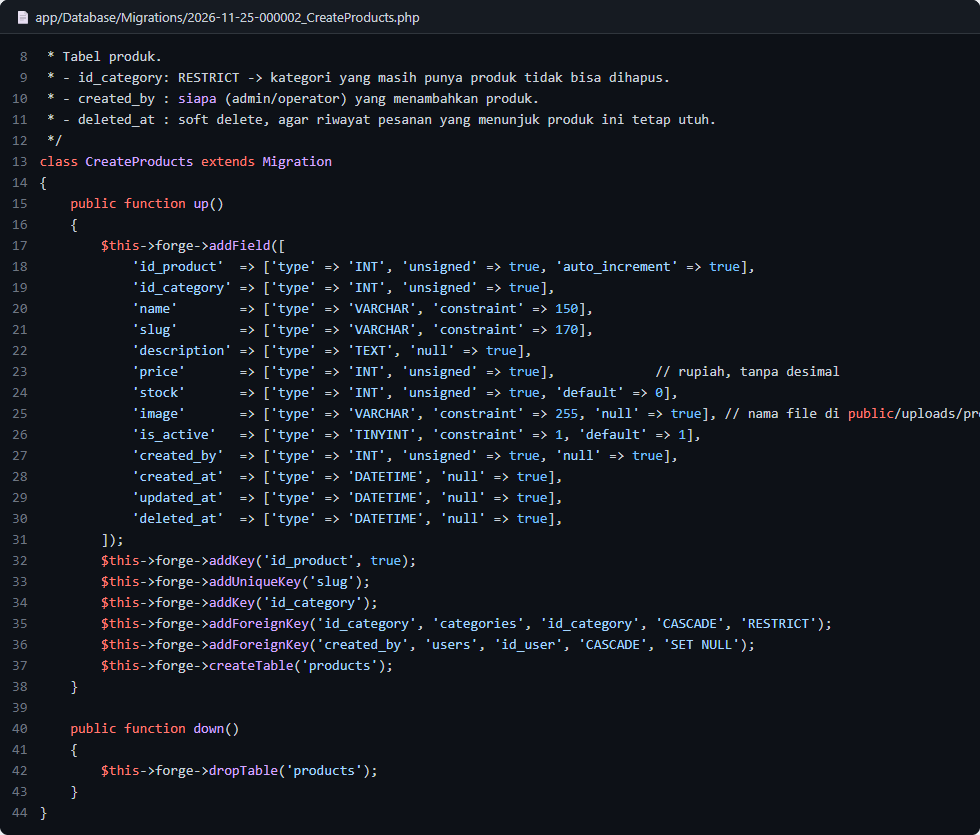 app/Database/Migrations/2026-11-25-000002_CreateProducts.php
8  * Tabel produk.
9  * - id_category: RESTRICT -> kategori yang masih punya produk tidak bisa dihapus.
10  * - created_by : siapa (admin/operator) yang menambahkan produk.
11  * - deleted_at : soft delete, agar riwayat pesanan yang menunjuk produk ini tetap utuh.
12  */
13 class CreateProducts extends Migration
14 {
15     public function up()
16     {
17         $this->forge->addField([
18             'id_product'  => ['type' => 'INT', 'unsigned' => true, 'auto_increment' => true],
19             'id_category' => ['type' => 'INT', 'unsigned' => true],
20             'name'        => ['type' => 'VARCHAR', 'constraint' => 150],
21             'slug'        => ['type' => 'VARCHAR', 'constraint' => 170],
22             'description' => ['type' => 'TEXT', 'null' => true],
23             'price'       => ['type' => 'INT', 'unsigned' => true],             // rupiah, tanpa desimal
24             'stock'       => ['type' => 'INT', 'unsigned' => true, 'default' => 0],
25             'image'       => ['type' => 'VARCHAR', 'constraint' => 255, 'null' => true], // nama file di public/uploads/pr
26             'is_active'   => ['type' => 'TINYINT', 'constraint' => 1, 'default' => 1],
27             'created_by'  => ['type' => 'INT', 'unsigned' => true, 'null' => true],
28             'created_at'  => ['type' => 'DATETIME', 'null' => true],
29             'updated_at'  => ['type' => 'DATETIME', 'null' => true],
30             'deleted_at'  => ['type' => 'DATETIME', 'null' => true],
31         ]);
32         $this->forge->addKey('id_product', true);
33         $this->forge->addUniqueKey('slug');
34         $this->forge->addKey('id_category');
35         $this->forge->addForeignKey('id_category', 'categories', 'id_category', 'CASCADE', 'RESTRICT');
36         $this->forge->addForeignKey('created_by', 'users', 'id_user', 'CASCADE', 'SET NULL');
37         $this->forge->createTable('products');
38     }
39
40     public function down()
41     {
42         $this->forge->dropTable('products');
43     }
44 }